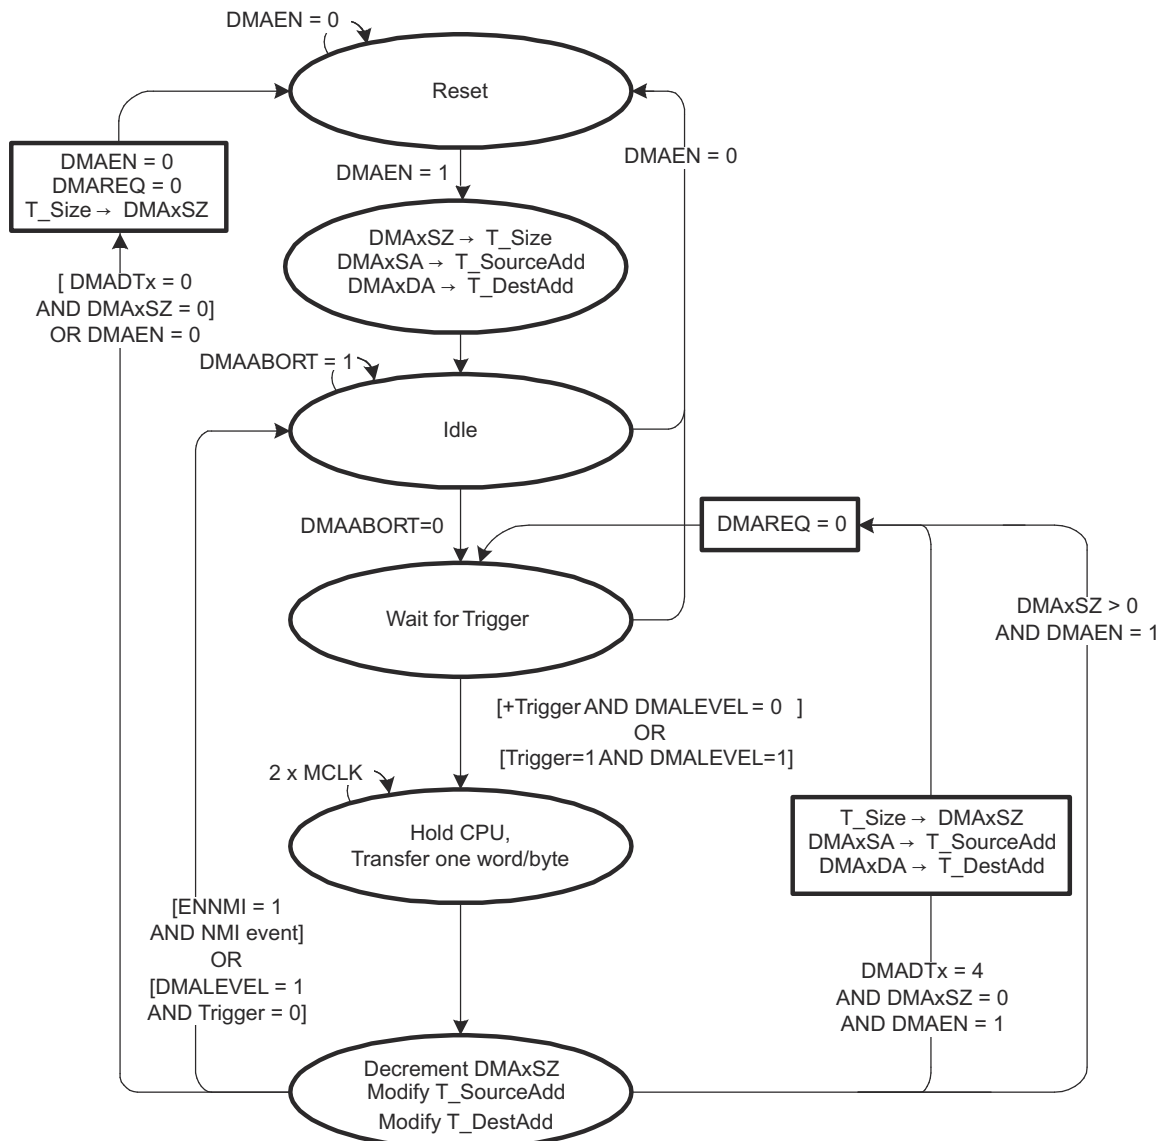 DMAEN = 0
Reset
DMAEN = 0
DMAREQ = 0
T_Size → DMAxSZ
DMAEN = 1
DMAEN = 0
DMAxSZ → T_Size
DMAxSA → T_SourceAdd
DMAxDA → T_DestAdd
[ DMADTx = 0
AND DMAxSZ = 0]
OR DMAEN = 0
DMAABORT = 1
Idle
DMAABORT=0
DMAREQ = 0
Wait for Trigger
DMAxSZ > 0
AND DMAEN = 1
[+Trigger AND DMALEVEL = 0 ]
OR
[Trigger=1 AND DMALEVEL=1]
2 x MCLK
Hold CPU,
Transfer one word/byte
T_Size → DMAxSZ
DMAxSA → T_SourceAdd
DMAxDA → T_DestAdd
[ENNMI = 1
AND NMI event]
OR
[DMALEVEL = 1
AND Trigger = 0]
DMADTx = 4
AND DMAxSZ = 0
AND DMAEN = 1
Decrement DMAxSZ
Modify T_SourceAdd
Modify T_DestAdd